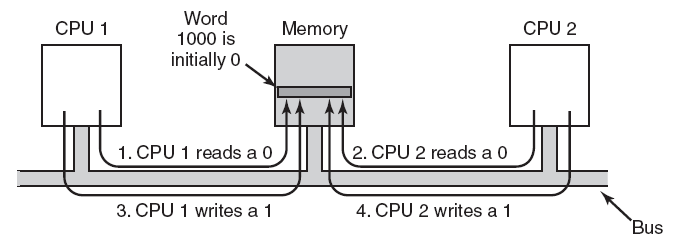 CPU 1
Word
1000 is
initially 0
Memory
CPU 2
1. CPU 1 reads a 0
2. CPU 2 reads a 0
3. CPU 1 writes a 1
4. CPU 2 writes a 1
Bus